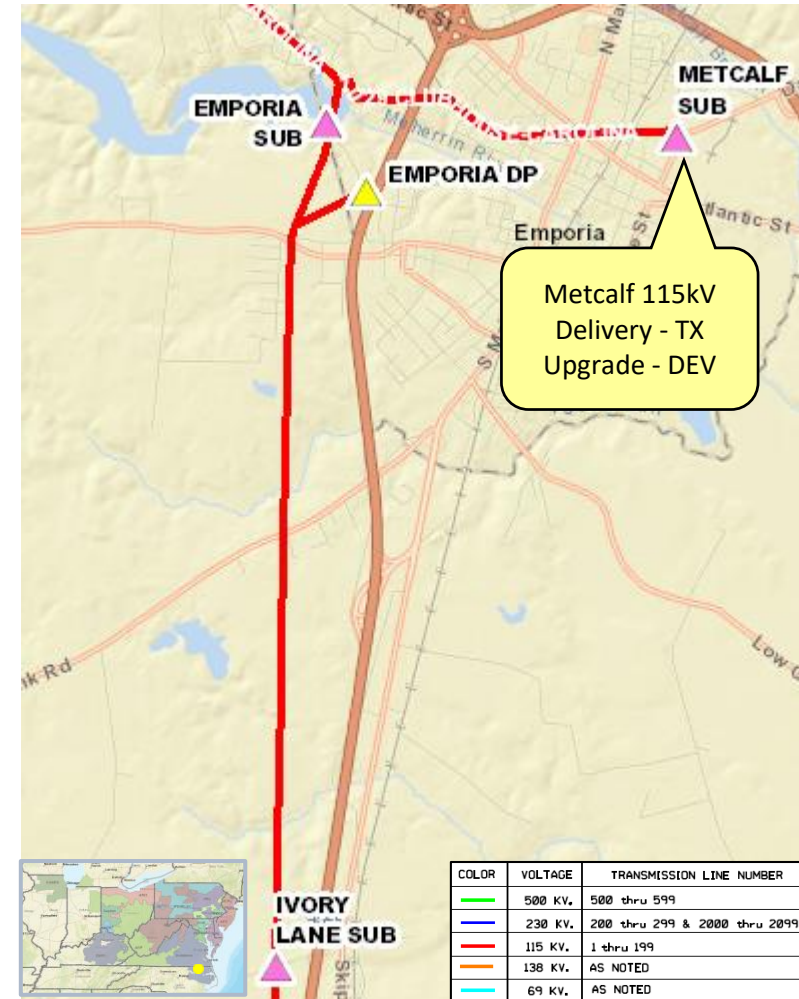 METCALF
SUB
EMPORIA
SUB
EMPORIA DP
Emporia
Metcalf 115kV
Delivery - TX
Upgrade - DEV
IVORY
LANE SUB
COLOR VOLTAGE TRANSMISSION LINE NUMBER
500 KV. 500 thru 599
230 KV. 200 thru 299 & 2000 thru 2099
115 KV. 1 thru 199
138 KV. AS NOTED
69 KV. AS NOTED